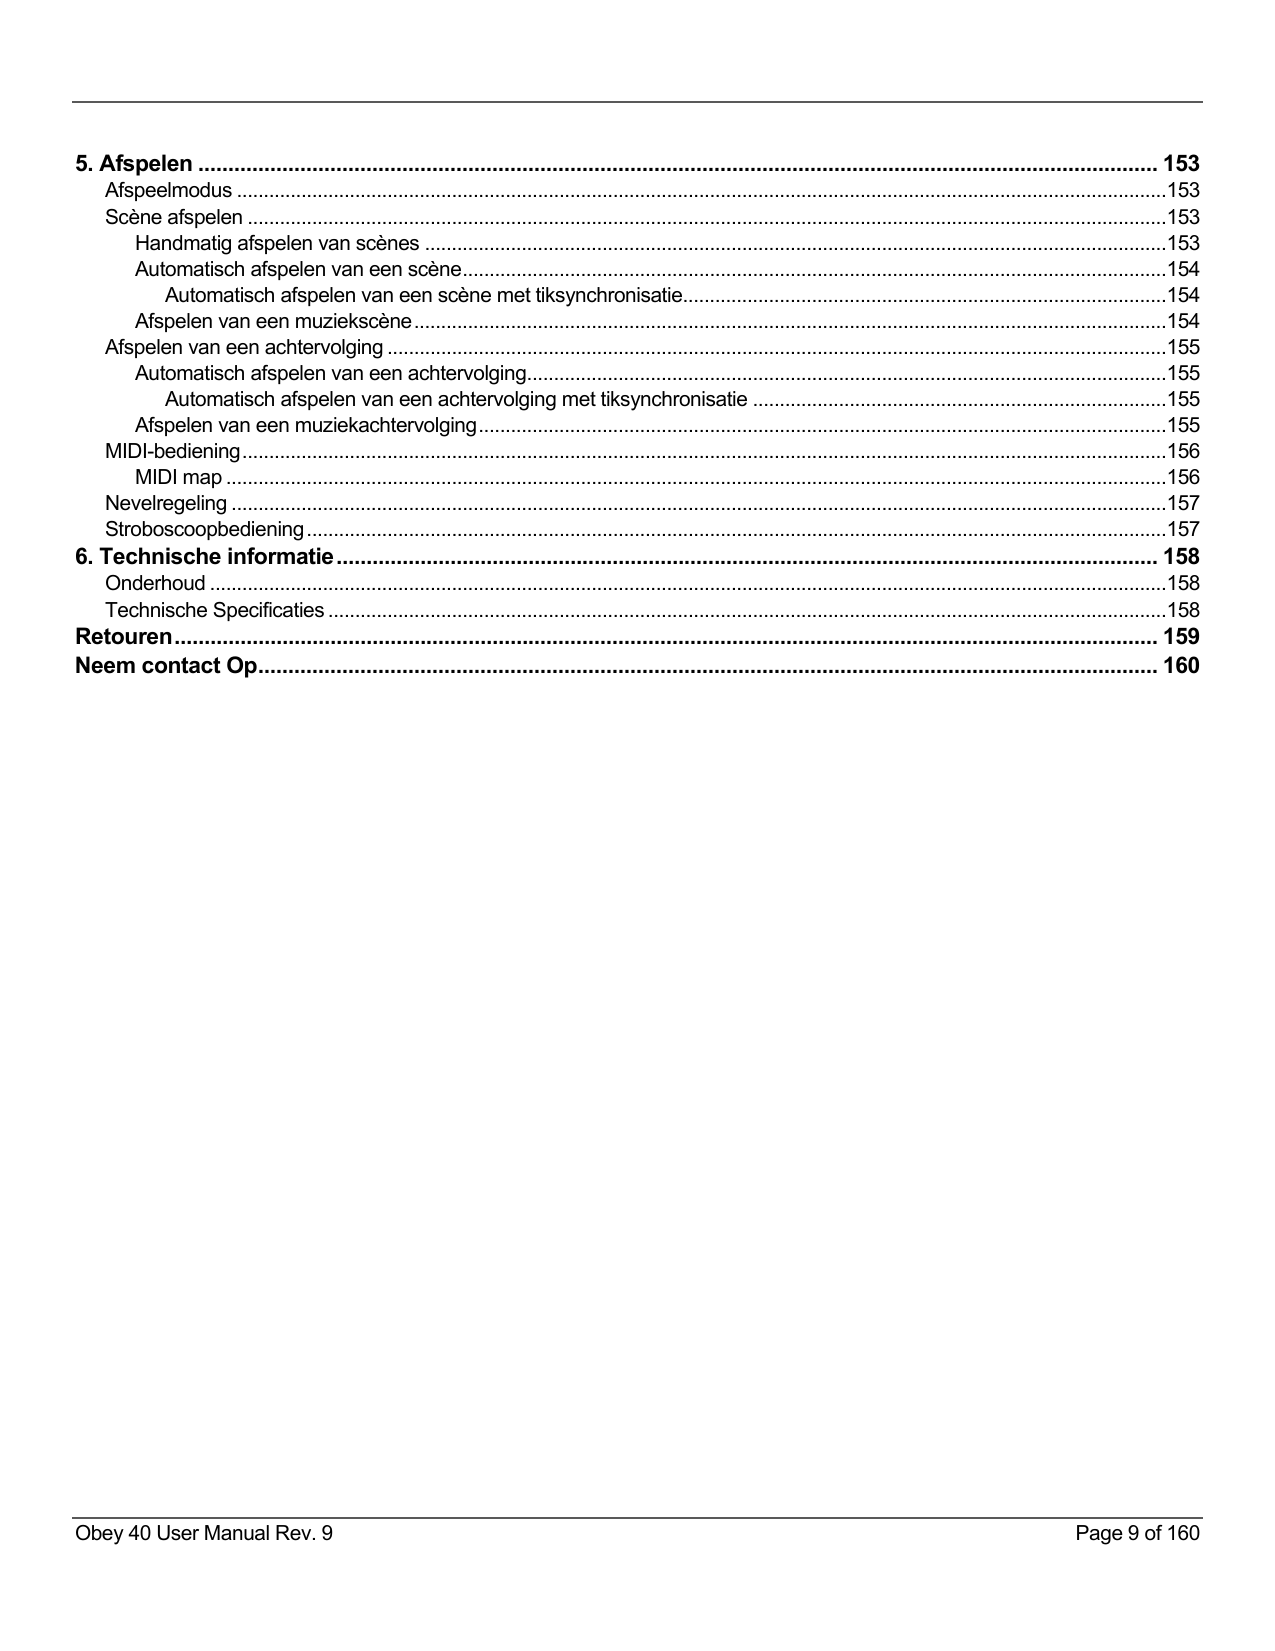 5. Afspelen ........................................................................ 153
Afspeelmodus ........................................................................153
Scène afspelen ........................................................................153
Handmatig afspelen van scènes ........................................................................153
Automatisch afspelen van een scène........................................................................154
Automatisch afspelen van een scène met tiksynchronisatie........................................................................154
Afspelen van een muziekscène........................................................................154
Afspelen van een achtervolging ........................................................................155
Automatisch afspelen van een achtervolging........................................................................155
Automatisch afspelen van een achtervolging met tiksynchronisatie ........................................................................155
Afspelen van een muziekachtervolging........................................................................155
MIDI-bediening........................................................................156
MIDI map ........................................................................156
Nevelregeling ........................................................................157
Stroboscoopbediening........................................................................157
6. Technische informatie........................................................................ 158
Onderhoud ........................................................................158
Technische Specificaties ........................................................................158
Retouren........................................................................ 159
Neem contact Op........................................................................ 160
Obey 40 User Manual Rev. 9 Page 9 of 160